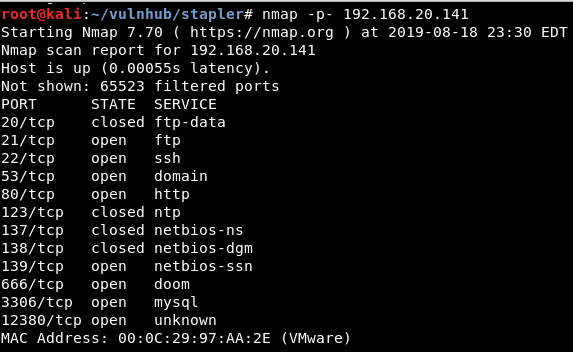 root@kali:~/vulnhub/stapler# nmap -p- 192.168.20.141
Starting Nmap 7.70 ( https://nmap.org ) at 2019-08-18 23:30 EDT
Nmap scan report for 192.168.20.141
Host is up (0.00055s latency).
Not shown: 65523 filtered ports
PORT      STATE  SERVICE
20/tcp    closed ftp-data
21/tcp    open   ftp
22/tcp    open   ssh
53/tcp    open   domain
80/tcp    open   http
123/tcp   closed ntp
137/tcp   closed netbios-ns
138/tcp   closed netbios-dgm
139/tcp   open   netbios-ssn
666/tcp   open   doom
3306/tcp  open   mysql
12380/tcp open   unknown
MAC Address: 00:0C:29:97:AA:2E (VMware)